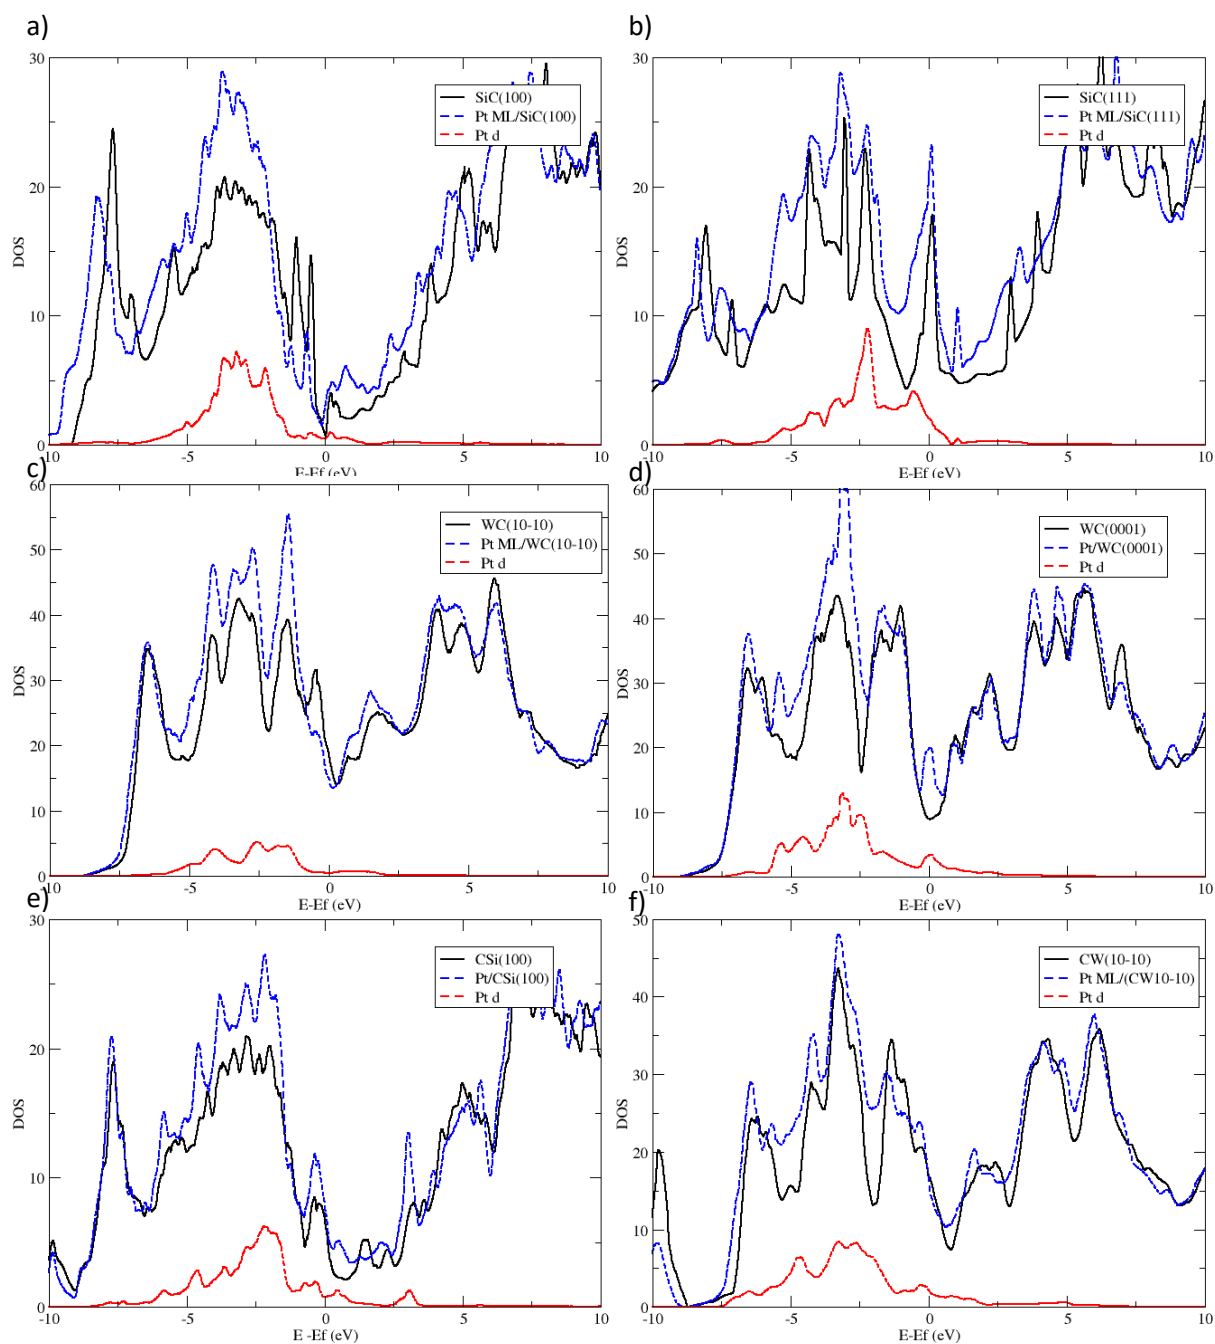 a)
30
20
10
0
DOS
-10
-5
0
5
10
E-Ef (eV)
SiC(100)
Pt ML/SiC(100)
Pt d
b)
30
20
10
0
DOS
-10
-5
0
5
10
E-Ef (eV)
SiC(111)
Pt ML/SiC(111)
Pt d
c)
60
50
40
30
20
10
0
DOS
-10
-5
0
5
10
E-Ef (eV)
WC(10-10)
Pt ML/WC(10-10)
Pt d
d)
60
50
40
30
20
10
0
DOS
-10
-5
0
5
10
E-Ef (eV)
WC(0001)
Pt/WC(0001)
Pt d
e)
30
20
10
0
DOS
-10
-5
0
5
10
E -Ef (eV)
CSi(100)
Pt/CSi(100)
Pt d
f)
50
40
30
20
10
0
DOS
-10
-5
0
5
10
E-Ef (eV)
CW(10-10)
Pt ML/(CW10-10)
Pt d